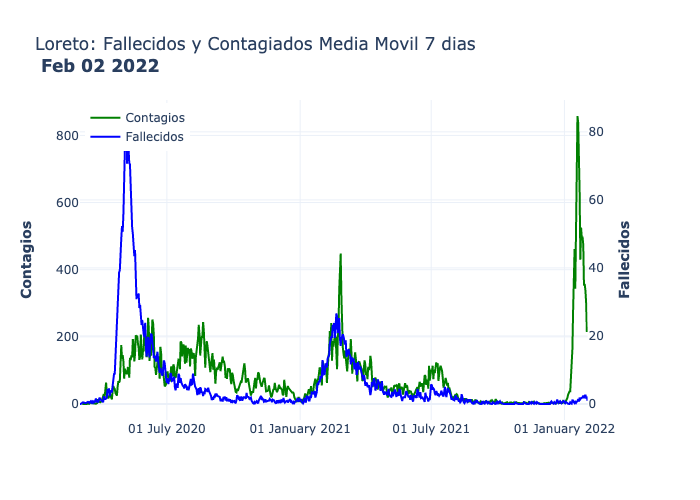 Loreto: Fallecidos y Contagiados Media Movil 7 dias
Feb 02 2022
Contagios
Fallecidos
800
600
400
200
0
80
60
40
20
0
Contagios
Fallecidos
01 July 2020
01 January 2021
01 July 2021
01 January 2022